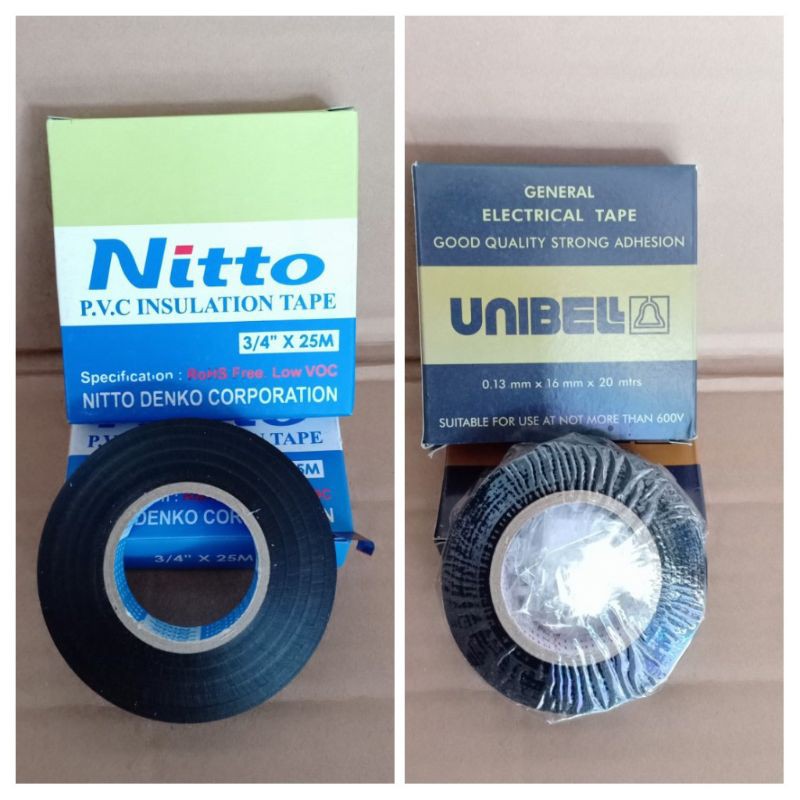 Nitto
P.V.C INSULATION TAPE
3/4" X 25M
Specification : RoHS Free. Low VOC
NITTO DENKO CORPORATION
Nitto
P.V.C INSULATION TAPE
DENKO
3/4" X 25M
GENERAL
ELECTRICAL TAPE
GOOD QUALITY STRONG ADHESION
UNIBELL
0.13 mm x 16 mm x 20 mtrs
SUITABLE FOR USE AT NOT MORE THAN 600V